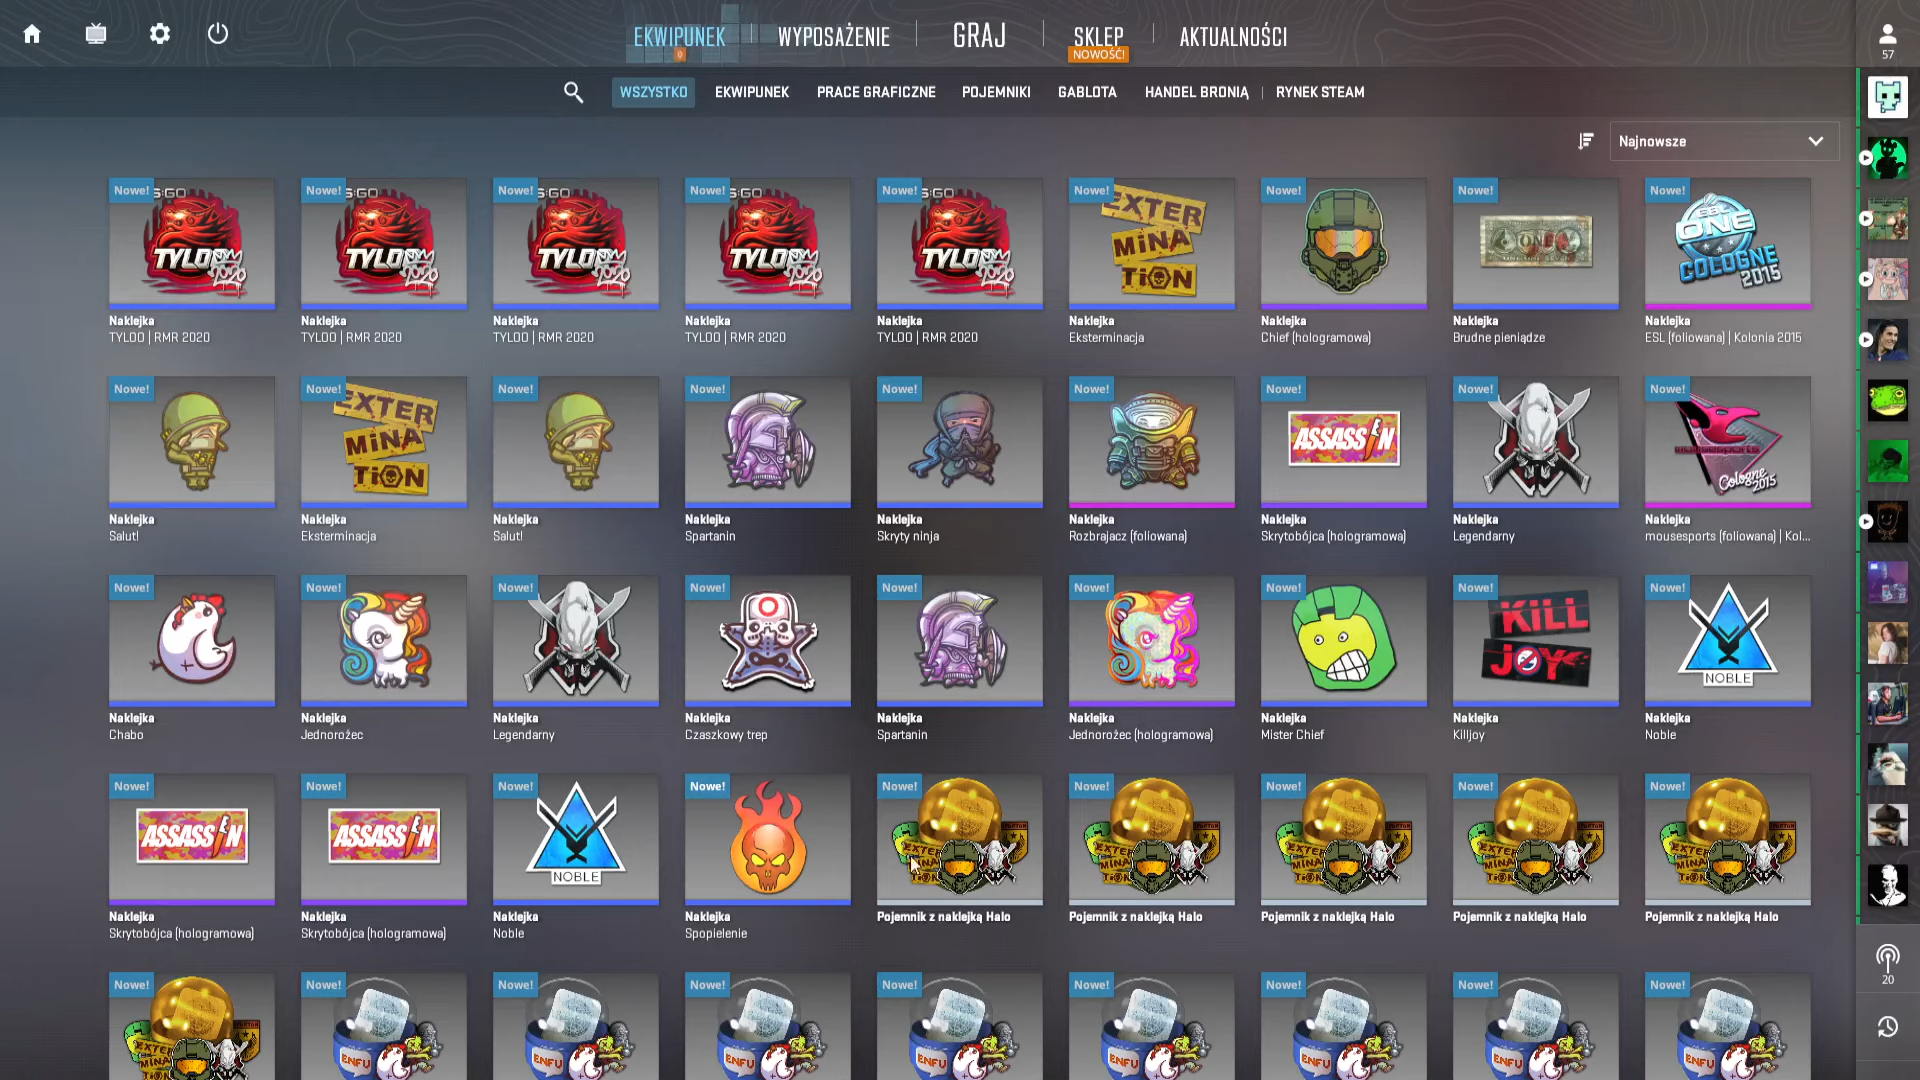 EKWIPUNEK
0
WYPOSAŻENIE
GRAJ
SKLEP
NOWOŚĆ!
AKTUALNOŚCI
57
WSZYSTKO
EKWIPUNEK
PRACE GRAFICZNE
POJEMNIKI
GABLOTA
HANDEL BRONIĄ
RYNEK STEAM
Najnowsze
Nowe! Nowe! Nowe! Nowe! Nowe! Nowe! Nowe! Nowe! Nowe!
Naklejka Naklejka Naklejka Naklejka Naklejka Naklejka Naklejka Naklejka Naklejka
TYLOO | RMR 2020 TYLOO | RMR 2020 TYLOO | RMR 2020 TYLOO | RMR 2020 TYLOO | RMR 2020 Eksterminacja Chief (hologramowa) Brudne pieniądze ESL (foliowana) | Kolonia 2015
Nowe! Nowe! Nowe! Nowe! Nowe! Nowe! Nowe! Nowe! Nowe!
Naklejka Naklejka Naklejka Naklejka Naklejka Naklejka Naklejka Naklejka Naklejka
Salut! Eksterminacja Salut! Spartanin Skryty ninja Rozbrajacz (foliowana) Skrytobójca (hologramowa) Legendarny mousesports (foliowana) | Kol...
Nowe! Nowe! Nowe! Nowe! Nowe! Nowe! Nowe! Nowe! Nowe!
Naklejka Naklejka Naklejka Naklejka Naklejka Naklejka Naklejka Naklejka Naklejka
Chabo Jednorożec Legendarny Czaszkowy trep Spartanin Jednorożec (hologramowa) Mister Chief Killjoy Noble
Nowe! Nowe! Nowe! Nowe! Nowe! Nowe! Nowe! Nowe! Nowe!
Naklejka Naklejka Naklejka Naklejka Pojemnik z naklejką Halo Pojemnik z naklejką Halo Pojemnik z naklejką Halo Pojemnik z naklejką Halo Pojemnik z naklejką Halo
Skrytobójca (hologramowa) Skrytobójca (hologramowa) Noble Spopielenie
Nowe! Nowe! Nowe! Nowe! Nowe! Nowe! Nowe! Nowe! Nowe!
20